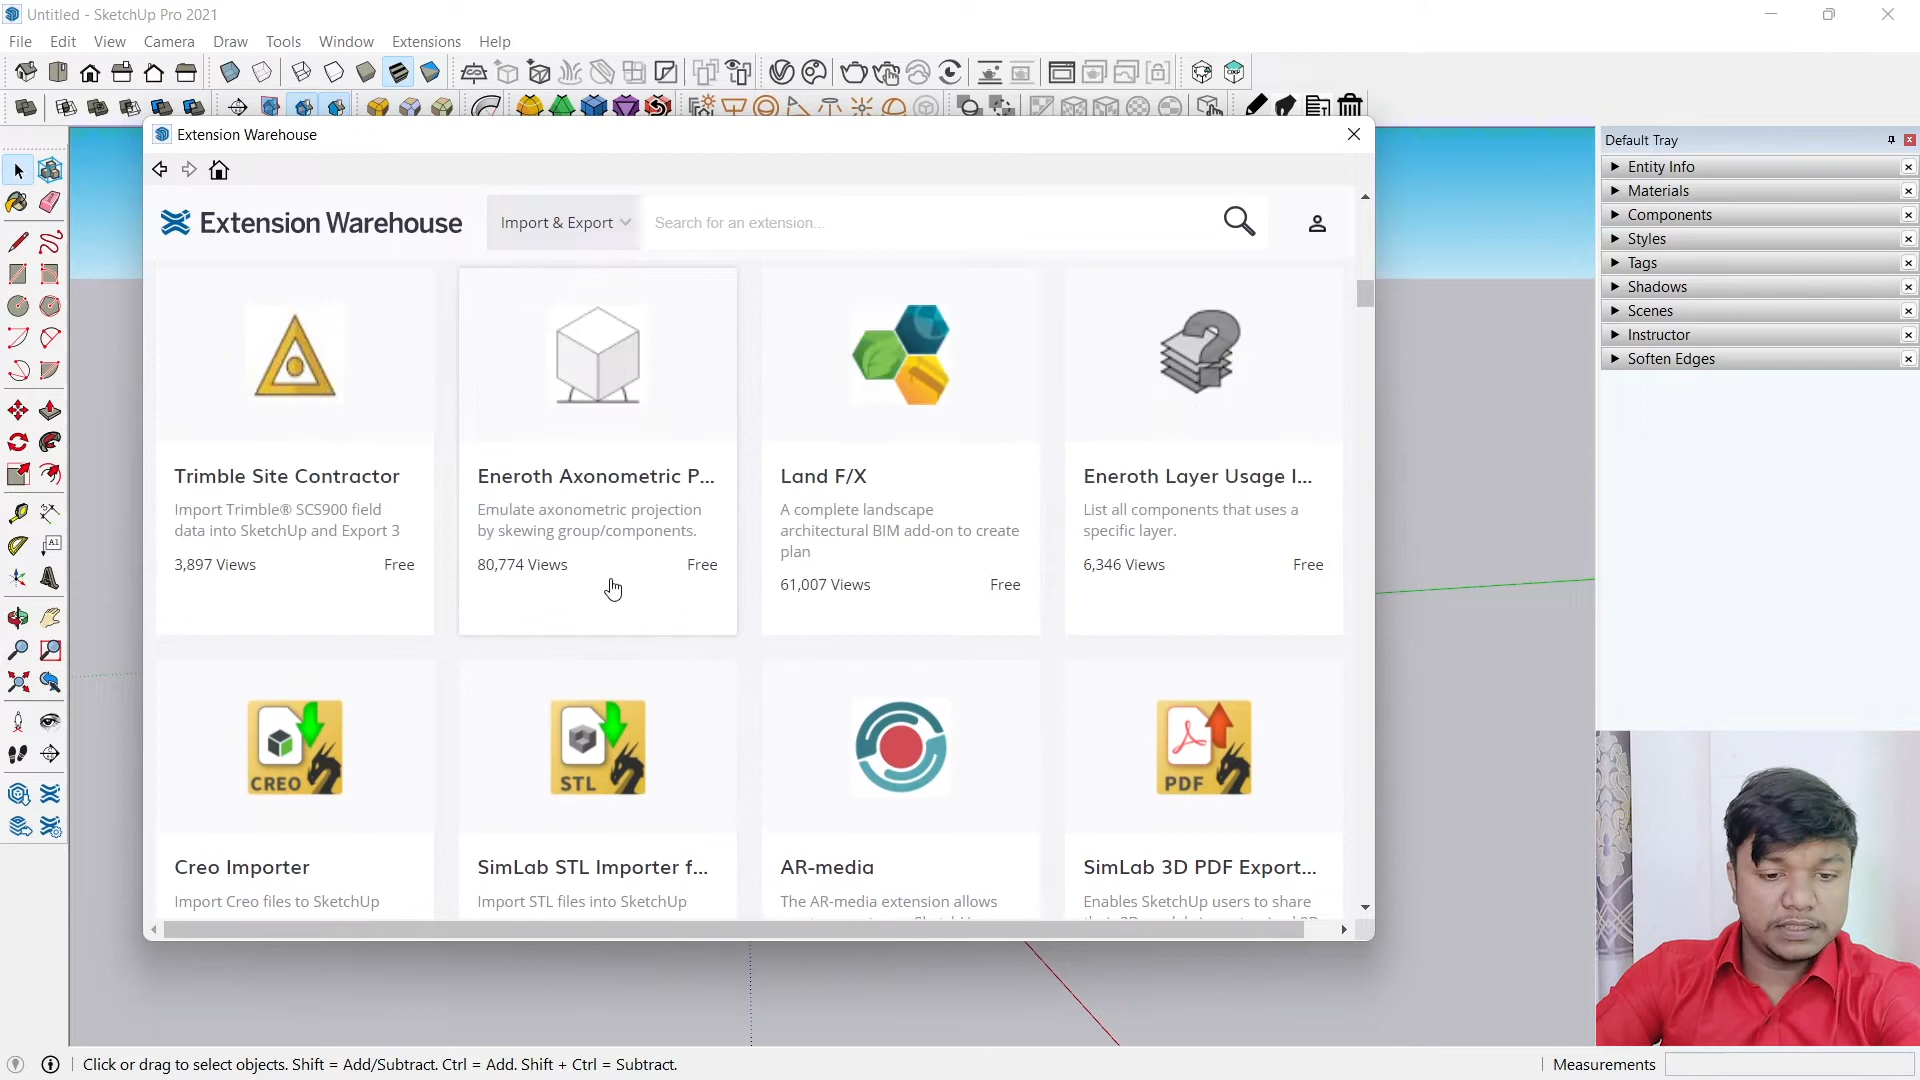 Untitled - SketchUp Pro 2021
File Edit View Camera Draw Tools Window Extensions Help
Extension Warehouse
Extension Warehouse
Import & Export
Search for an extension...
Trimble Site Contractor
Import Trimble® SCS900 field
data into SketchUp and Export 3
3,897 Views Free
Eneroth Axonometric P...
Emulate axonometric projection
by skewing group/components.
80,774 Views Free
Land F/X
A complete landscape
architectural BIM add-on to create
plan
61,007 Views Free
Eneroth Layer Usage I...
List all components that uses a
specific layer.
6,346 Views Free
CREO
Creo Importer
Import Creo files to SketchUp
STL
SimLab STL Importer f...
Import STL files into SketchUp
AR-media
The AR-media extension allows
PDF
SimLab 3D PDF Export...
Enables SketchUp users to share
Default Tray
Entity Info
Materials
Components
Styles
Tags
Shadows
Scenes
Instructor
Soften Edges
Click or drag to select objects. Shift = Add/Subtract. Ctrl = Add. Shift + Ctrl = Subtract.
Measurements